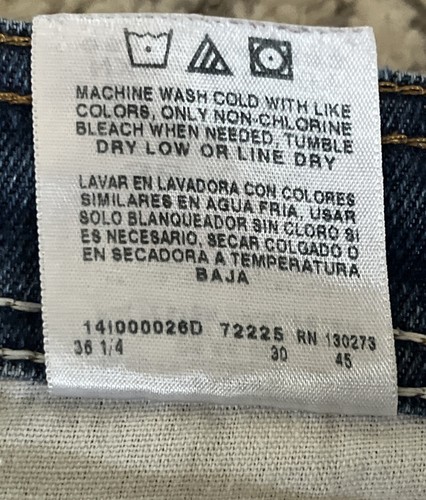 MACHINE WASH COLD WITH LIKE
COLORS, ONLY NON-CHLORINE
BLEACH WHEN NEEDED, TUMBLE
DRY LOW OR LINE DRY
LAVAR EN LAVADORA CON COLORES
SIMILARES EN AGUA FRIA, USAR
SOLO BLANQUEADOR SIN CLORO SI
ES NECESARIO, SECAR COLGADO O
EN SECADORA A TEMPERATURA
BAJA
14I000026D 72225 RN 130273
36 1/4 30 45